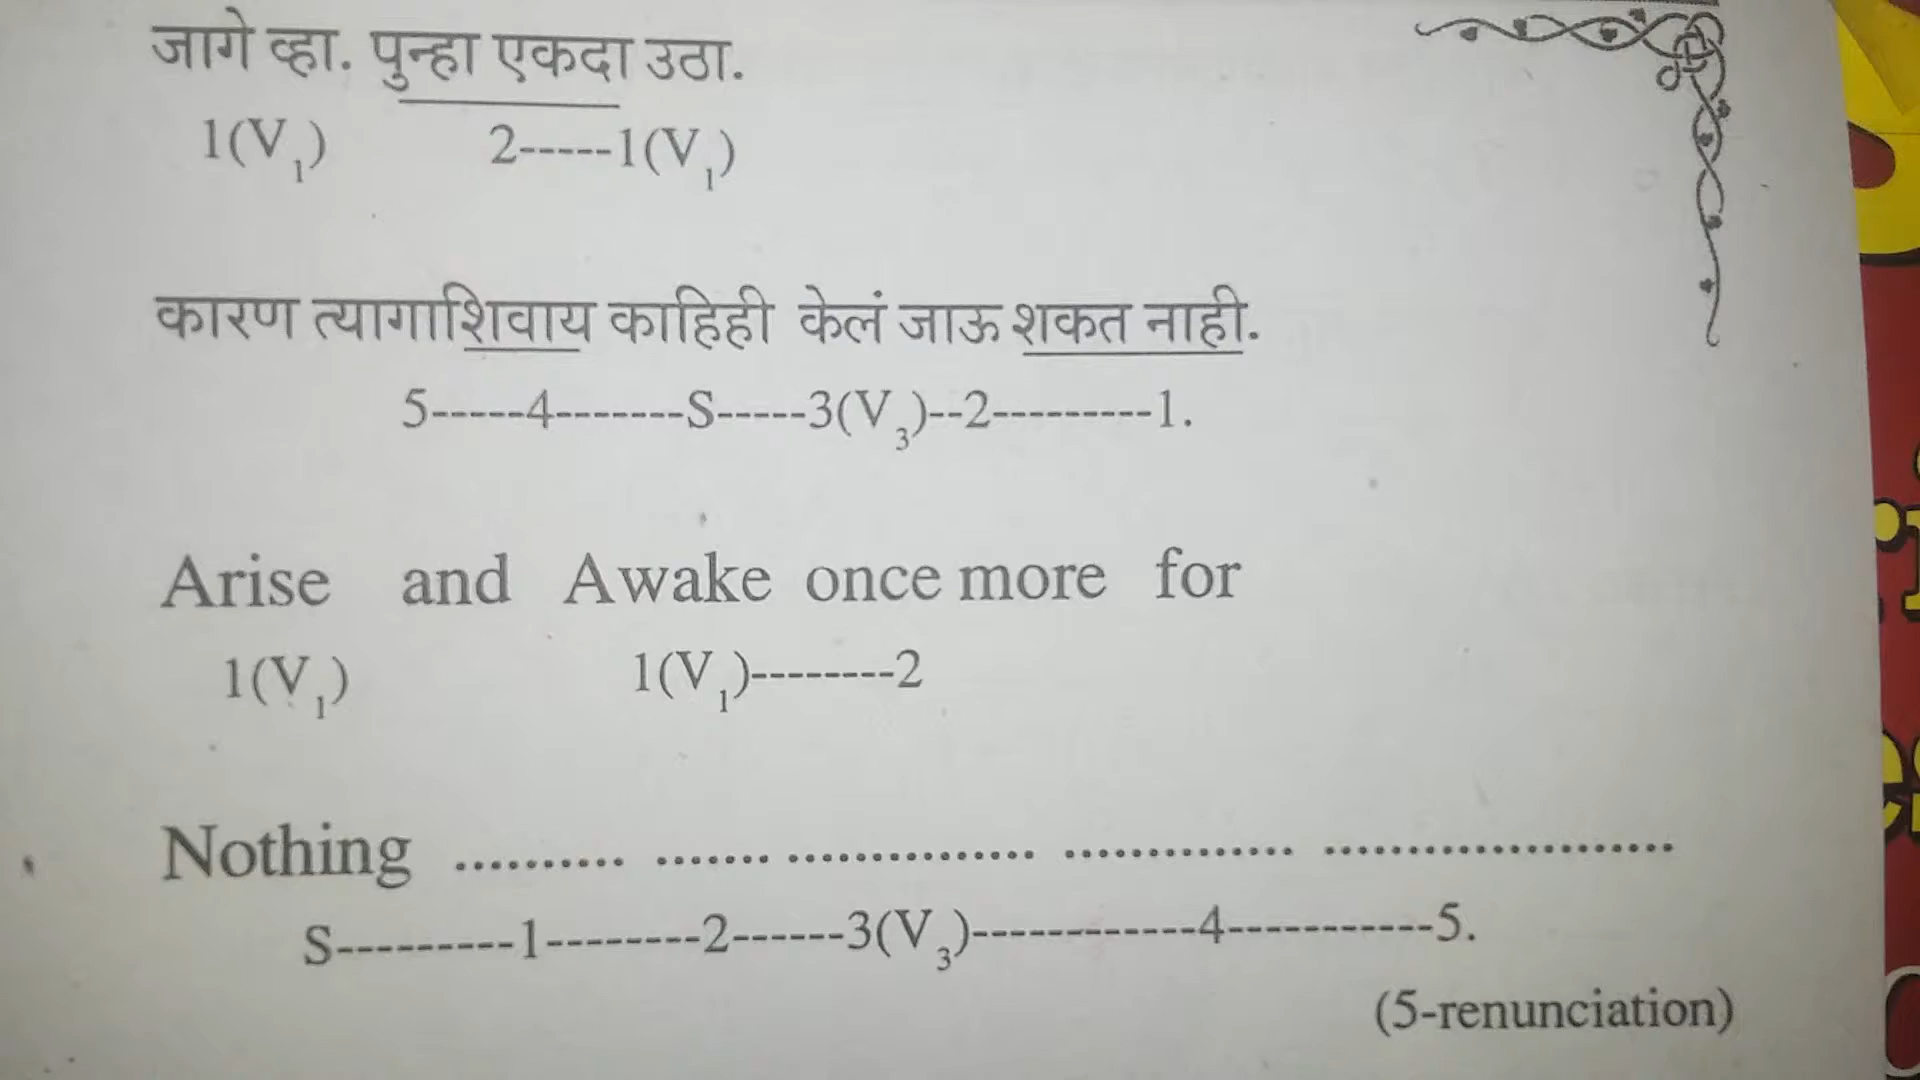 जागे व्हा. पुन्हा एकदा उठा.
1(V1) 2-----1(V1)
कारण त्यागाशिवाय काहिही केलं जाऊ शकत नाही.
5-----4-------S-----3(V3)--2---------1.
Arise and Awake once more for
1(V1) 1(V1)--------2
Nothing .......... ....... ............... .............. .....................
S---------1--------2------3(V3)------------4-----------5.
(5-renunciation)